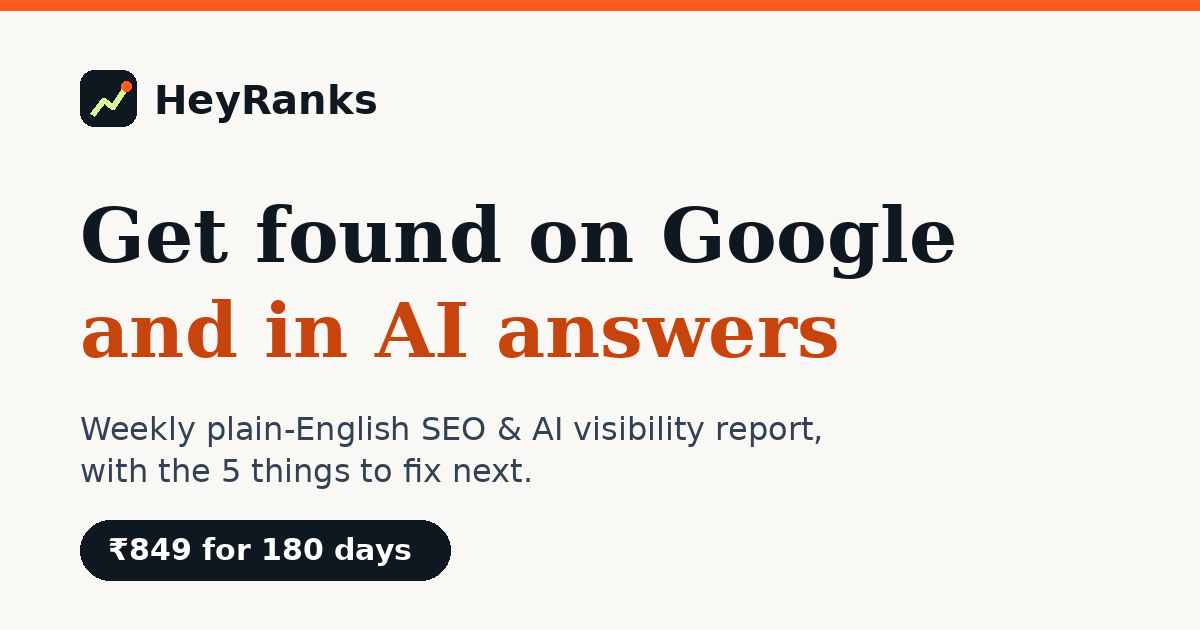 HeyRanks
Get found on Google
and in AI answers
Weekly plain-English SEO & AI visibility report,
with the 5 things to fix next.
₹849 for 180 days